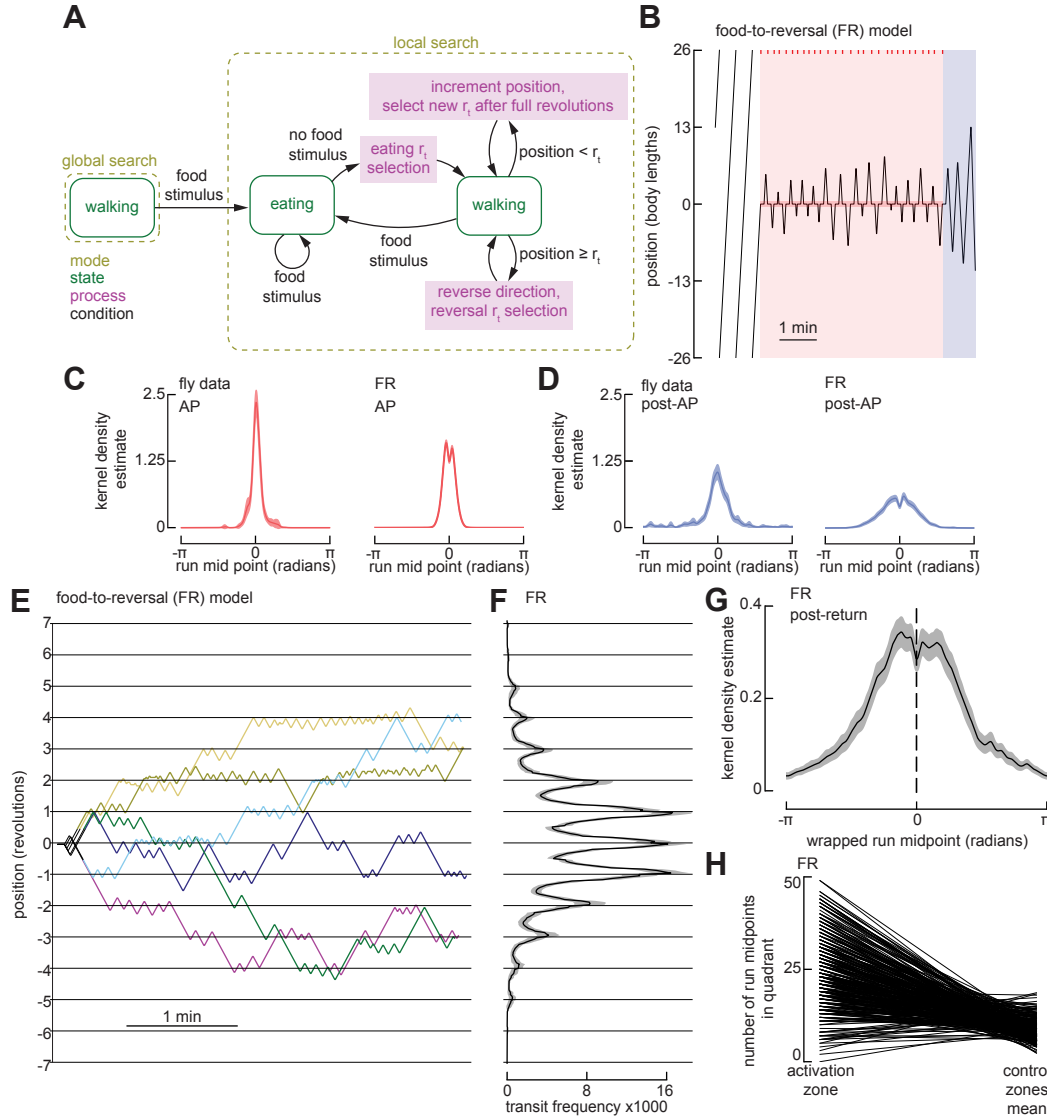 A
local search
increment position,
select new r_t after full revolutions
no food
stimulus
eating r_t
selection
position < r_t
global search
walking
food
stimulus
eating
walking
food
stimulus
food
stimulus
position ≥ r_t
reverse direction,
reversal r_t selection
mode
state
process
condition
B
food-to-reversal (FR) model
position (body lengths)
26
13
0
-13
-26
1 min
C
fly data
AP
FR
AP
kernel density
estimate
2.5
1.25
0
-π 0 π
run mid point (radians)
-π 0 π
run mid point (radians)
D
fly data
post-AP
FR
post-AP
kernel density
estimate
2.5
1.25
0
-π 0 π
run mid point (radians)
-π 0 π
run mid point (radians)
E
food-to-reversal (FR) model
position (revolutions)
7
6
5
4
3
2
1
0
-1
-2
-3
-4
-5
-6
-7
1 min
F
FR
0 8 16
transit frequency x1000
G
FR
post-return
kernel density estimate
0.4
0.2
0
-π 0 π
wrapped run midpoint (radians)
H
FR
number of run midpoints
in quadrant
50
25
0
activation
zone
control
zones
mean